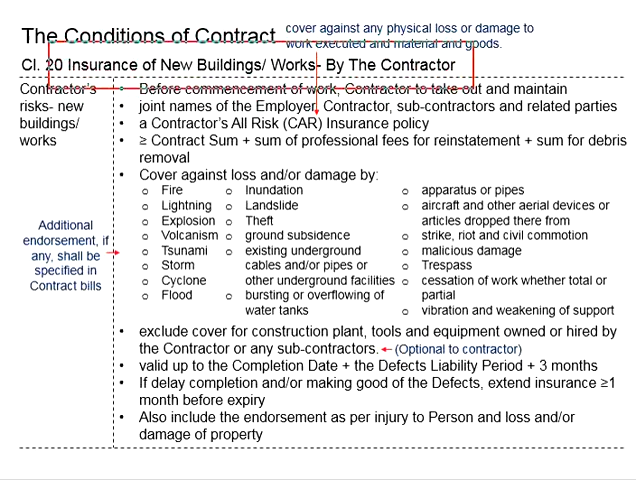 The Conditions of Contract
cover against any physical loss or damage to
work executed and material and goods.
Cl. 20 Insurance of New Buildings/ Works- By The Contractor
Contractor's
risks- new
buildings/
works
• Before commencement of work, Contractor to take out and maintain
• joint names of the Employer, Contractor, sub-contractors and related parties
• a Contractor's All Risk (CAR) Insurance policy
• ≥ Contract Sum + sum of professional fees for reinstatement + sum for debris
removal
• Cover against loss and/or damage by:
o Fire
o Lightning
o Explosion
o Volcanism
o Tsunami
o Storm
o Cyclone
o Flood
o Inundation
o Landslide
o Theft
o ground subsidence
o existing underground
cables and/or pipes or
other underground facilities
o bursting or overflowing of
water tanks
o apparatus or pipes
o aircraft and other aerial devices or
articles dropped there from
o strike, riot and civil commotion
o malicious damage
o Trespass
o cessation of work whether total or
partial
o vibration and weakening of support
Additional
endorsement, if
any, shall be
specified in
Contract bills
• exclude cover for construction plant, tools and equipment owned or hired by
the Contractor or any sub-contractors. (Optional to contractor)
• valid up to the Completion Date + the Defects Liability Period + 3 months
• If delay completion and/or making good of the Defects, extend insurance ≥1
month before expiry
• Also include the endorsement as per injury to Person and loss and/or
damage of property